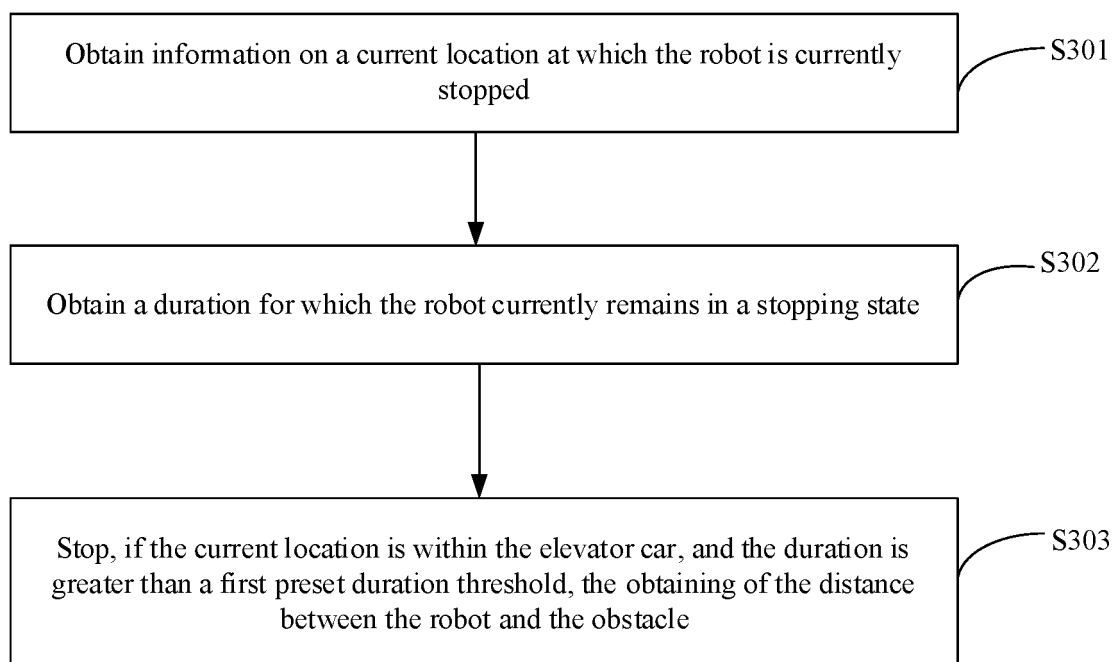 Obtain information on a current location at which the robot is currently
stopped
S301
Obtain a duration for which the robot currently remains in a stopping state
S302
Stop, if the current location is within the elevator car, and the duration is
greater than a first preset duration threshold, the obtaining of the distance
between the robot and the obstacle
S303